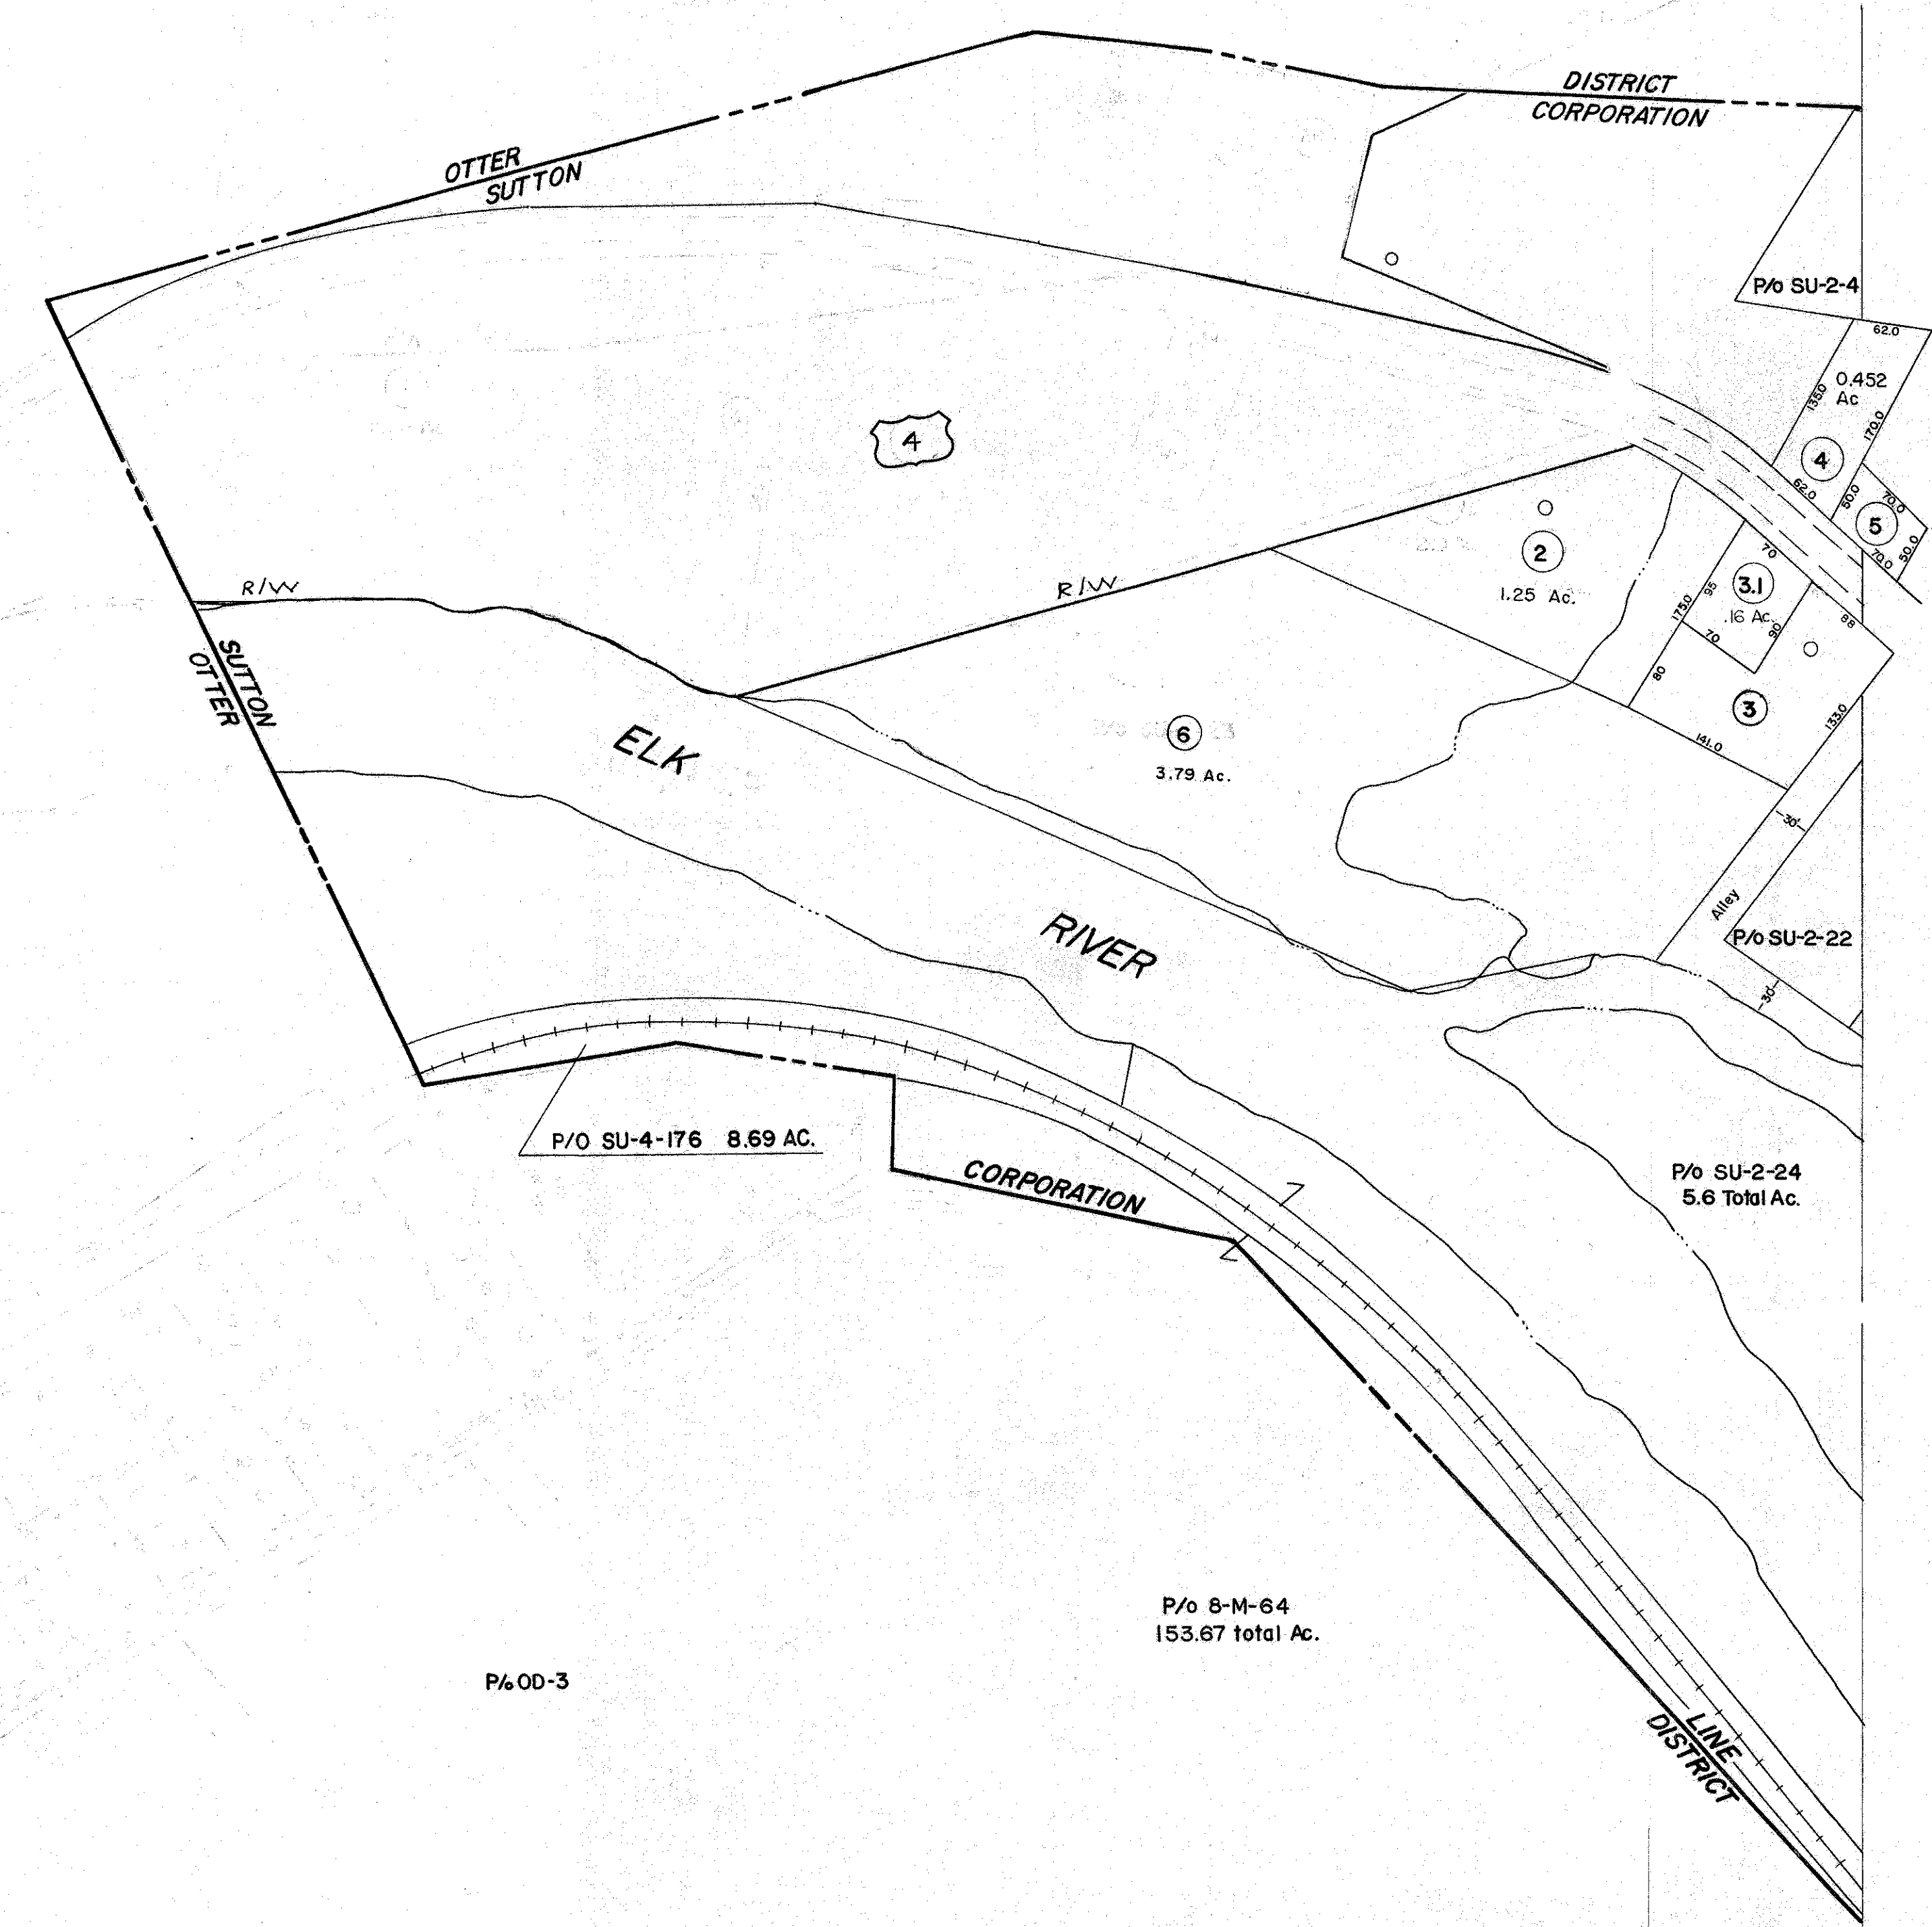 DISTRICT
CORPORATION
OTTER
SUTTON
P/o SU-2-4
62.0
0.452
Ac
135.0
170.0
4
4
62.0
50.0
70.0
5
70.0
50.0
2
1.25 Ac.
70
3.1
95
.16 Ac.
175.0
70
90
88
80
3
133.0
141.0
R/W
R/W
SUTTON
OTTER
ELK
6
3.79 Ac.
30'
Alley
RIVER
P/o SU-2-22
30'
P/O SU-4-176 8.69 AC.
CORPORATION
P/o SU-2-24
5.6 Total Ac.
P/o 8-M-64
153.67 total Ac.
P/o OD-3
LINE
DISTRICT